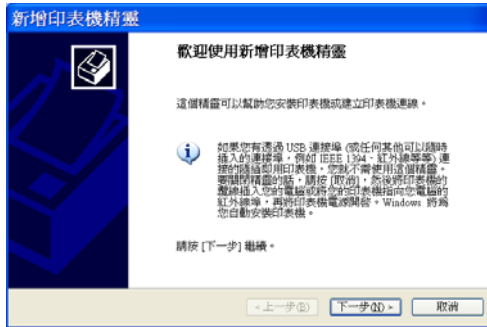 新增印表機精靈
歡迎使用新增印表機精靈
這個精靈可以幫助您安裝印表機或建立印表機連線。
如果您有透過 USB 連接埠 (或任何其他可以隨時
插入的連接埠，例如 IEEE 1394、紅外線等等) 連
接的隨插即用印表機，您就不需使用這個精靈。
要關閉精靈的話，請按 [取消]，然後將印表機的
纜線插入您的電腦或將您的印表機指向您電腦的
紅外線埠，再將印表機電源開啓。Windows 將為
您自動安裝印表機。
請按 [下一步] 繼續。
<上一步(B) 下一步(N) > 取消